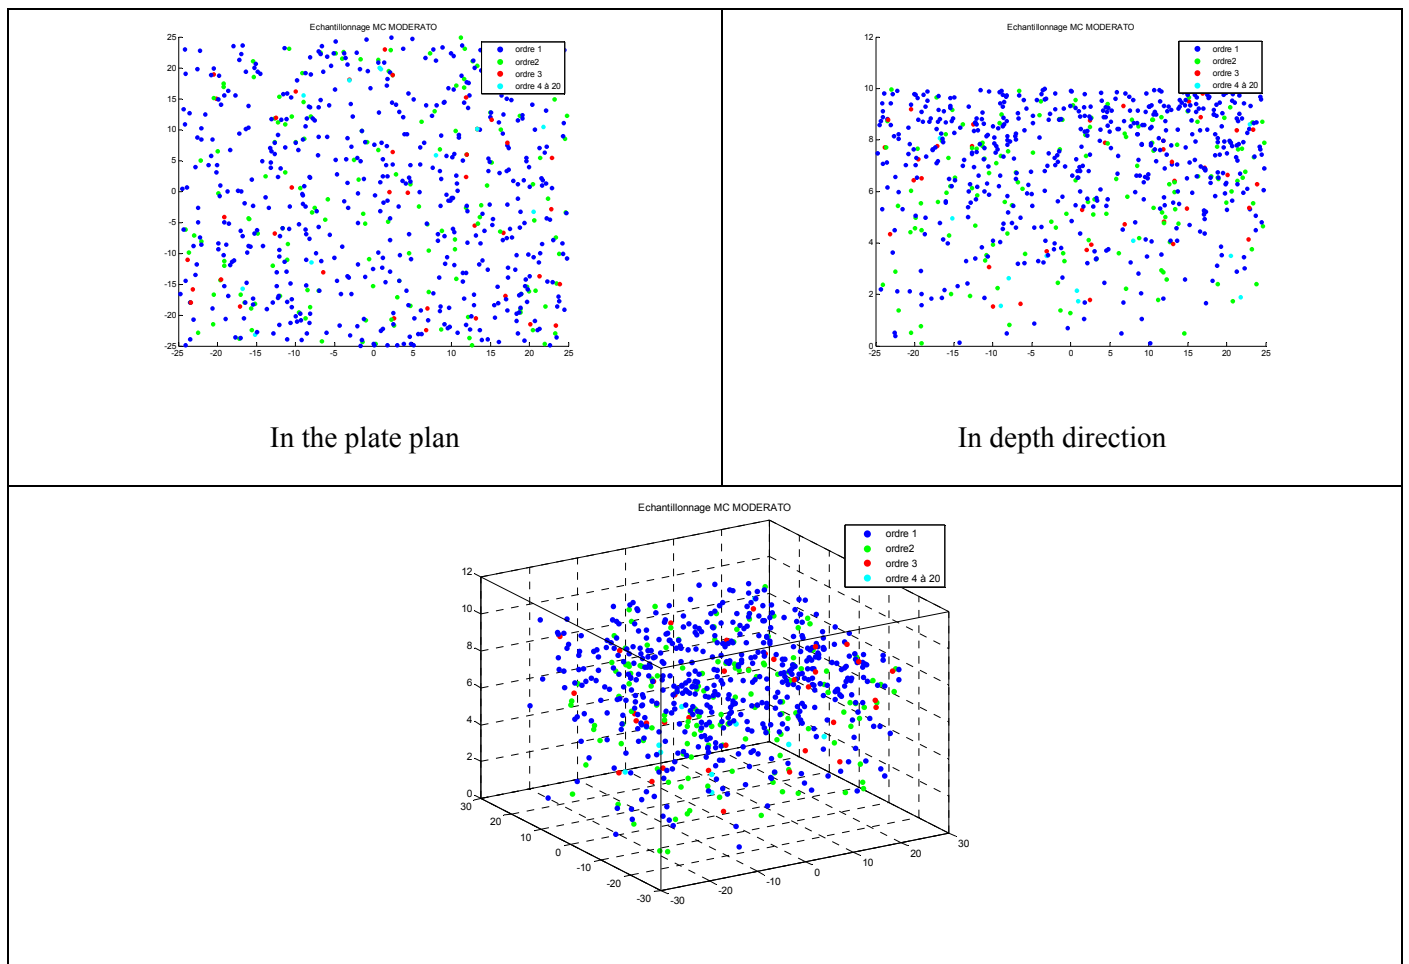 Echantillonnage MC MODERATO
25
20
15
10
5
0
-5
-10
-15
-20
-25
-25 -20 -15 -10 -5 0 5 10 15 20 25
ordre 1
ordre2
ordre 3
ordre 4 à 20
In the plate plan
Echantillonnage MC MODERATO
12
10
8
6
4
2
0
-25 -20 -15 -10 -5 0 5 10 15 20 25
ordre 1
ordre2
ordre 3
ordre 4 à 20
In depth direction
Echantillonnage MC MODERATO
ordre 1
ordre2
ordre 3
ordre 4 à 20
12
10
8
6
4
2
0
30
20
10
0
-10
-20
-30
-30
-20
-10
0
10
20
30